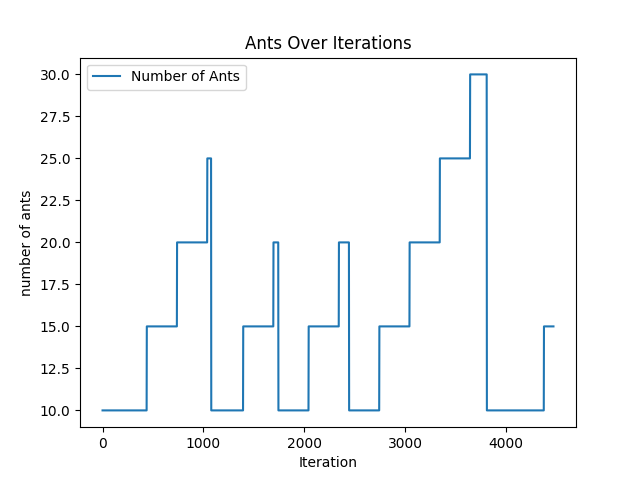 Ants Over Iterations
Number of Ants
number of ants
30.0
27.5
25.0
22.5
20.0
17.5
15.0
12.5
10.0
0 1000 2000 3000 4000
Iteration